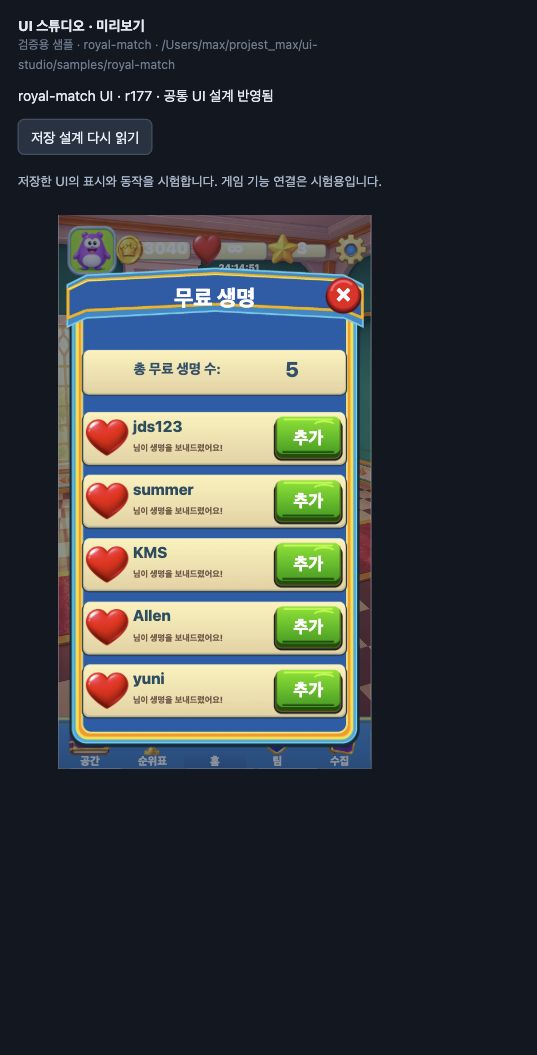 UI 스튜디오 · 미리보기
검증용 샘플 · royal-match · /Users/max/projest_max/ui-
studio/samples/royal-match
royal-match UI · r177 · 공통 UI 설계 반영됨
저장 설계 다시 읽기
저장한 UI의 표시와 동작을 시험합니다. 게임 기능 연결은 시험용입니다.
3040 ∞ 3
24:14:51
무료 생명
총 무료 생명 수: 5
jds123
님이 생명을 보내드렸어요!
추가
summer
님이 생명을 보내드렸어요!
추가
KMS
님이 생명을 보내드렸어요!
추가
Allen
님이 생명을 보내드렸어요!
추가
yuni
님이 생명을 보내드렸어요!
추가
공간 순위표 홈 팀 수집